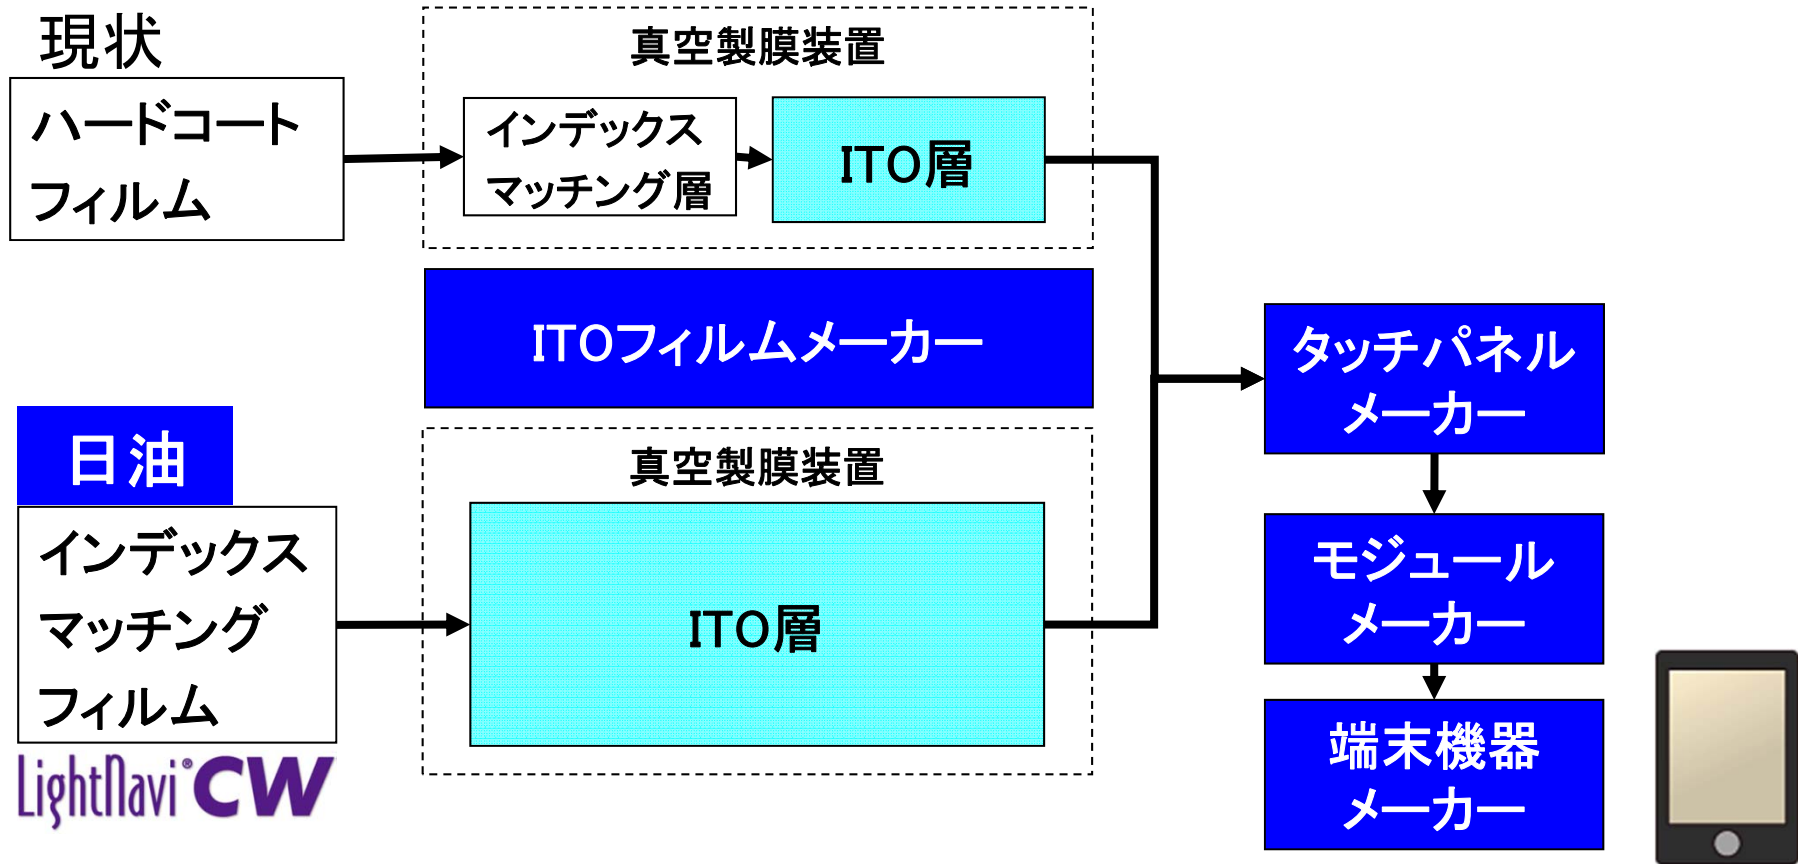 現状
ハードコート
フィルム
真空製膜装置
インデックス
マッチング層
ITO層
ITOフィルムメーカー
日油
インデックス
マッチング
フィルム
LightNavi®CW
真空製膜装置
ITO層
タッチパネル
メーカー
モジュール
メーカー
端末機器
メーカー